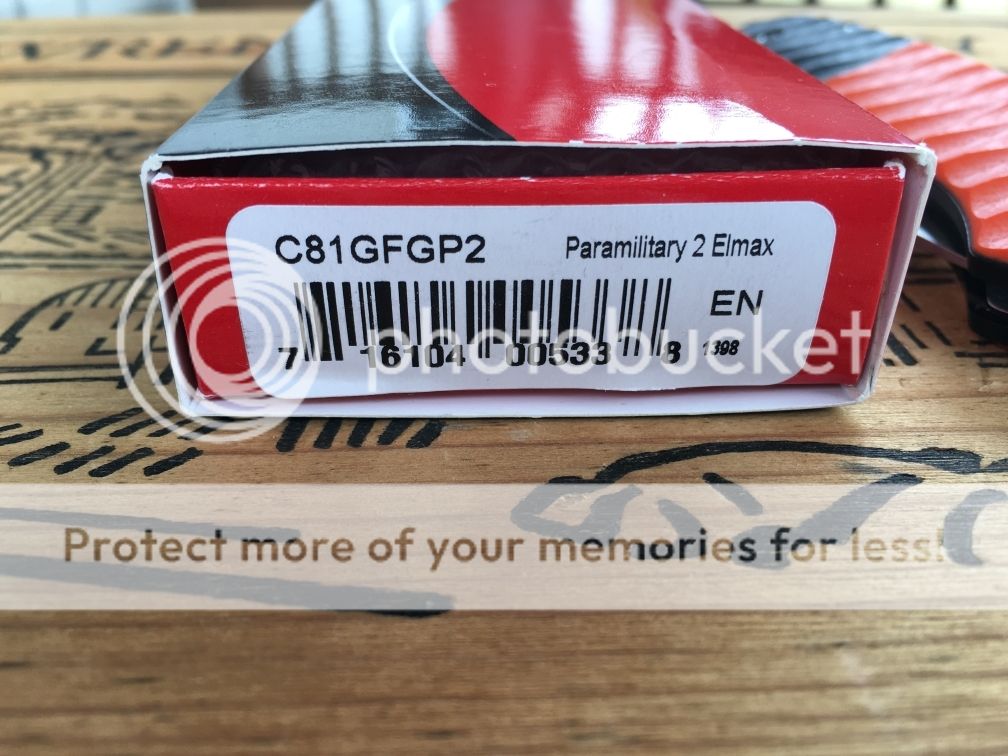 C81GFGP2 Paramilitary 2 Elmax
EN
7 16104 00533 8 1398
photobucket
Protect more of your memories for less!